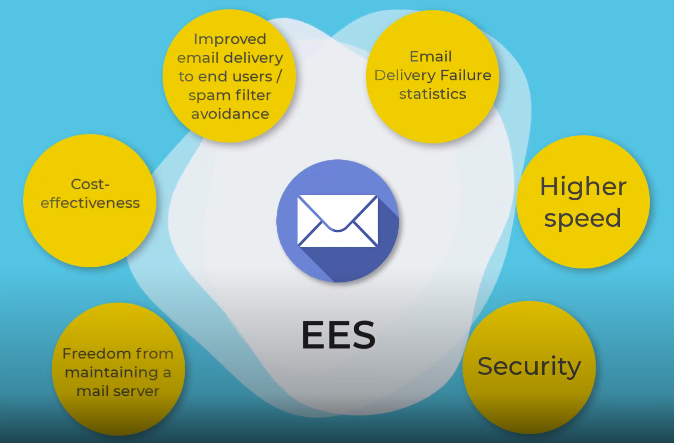 Improved
email delivery
to end users /
spam filter
avoidance
Email
Delivery Failure
statistics
Cost-
effectiveness
Higher
speed
EES
Freedom from
maintaining a
mail server
Security